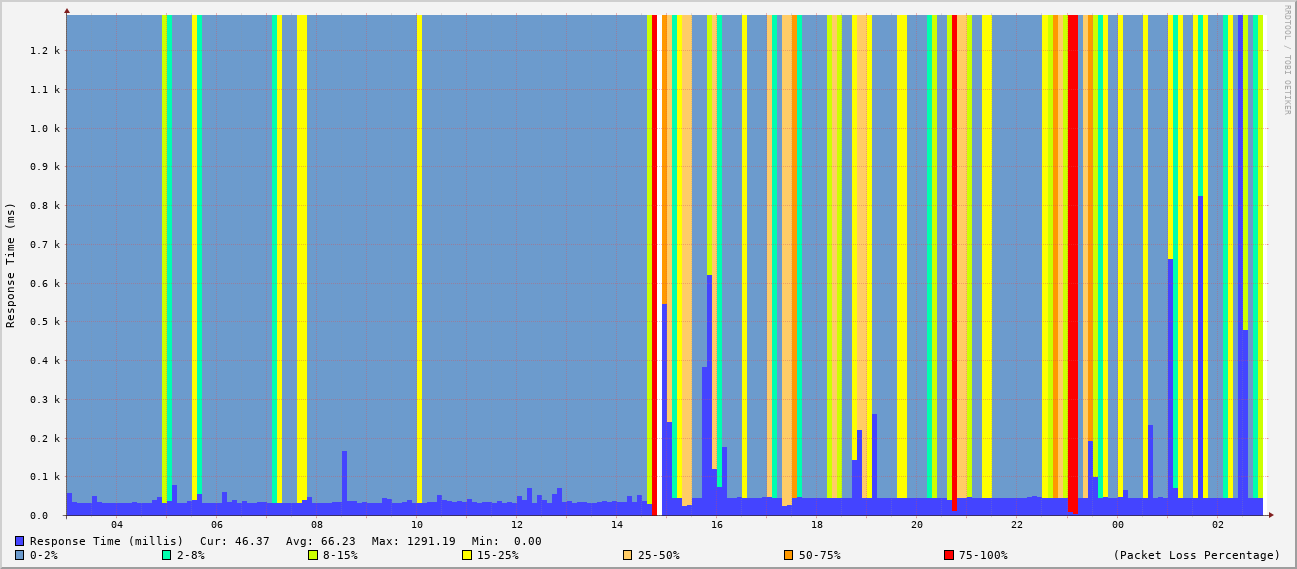 RRDTOOL / TOBI OETIKER
Response Time (ms)
1.2 k
1.1 k
1.0 k
0.9 k
0.8 k
0.7 k
0.6 k
0.5 k
0.4 k
0.3 k
0.2 k
0.1 k
0.0
04 06 08 10 12 14 16 18 20 22 00 02
Response Time (millis) Cur: 46.37 Avg: 66.23 Max: 1291.19 Min: 0.00
0-2% 2-8% 8-15% 15-25% 25-50% 50-75% 75-100% (Packet Loss Percentage)